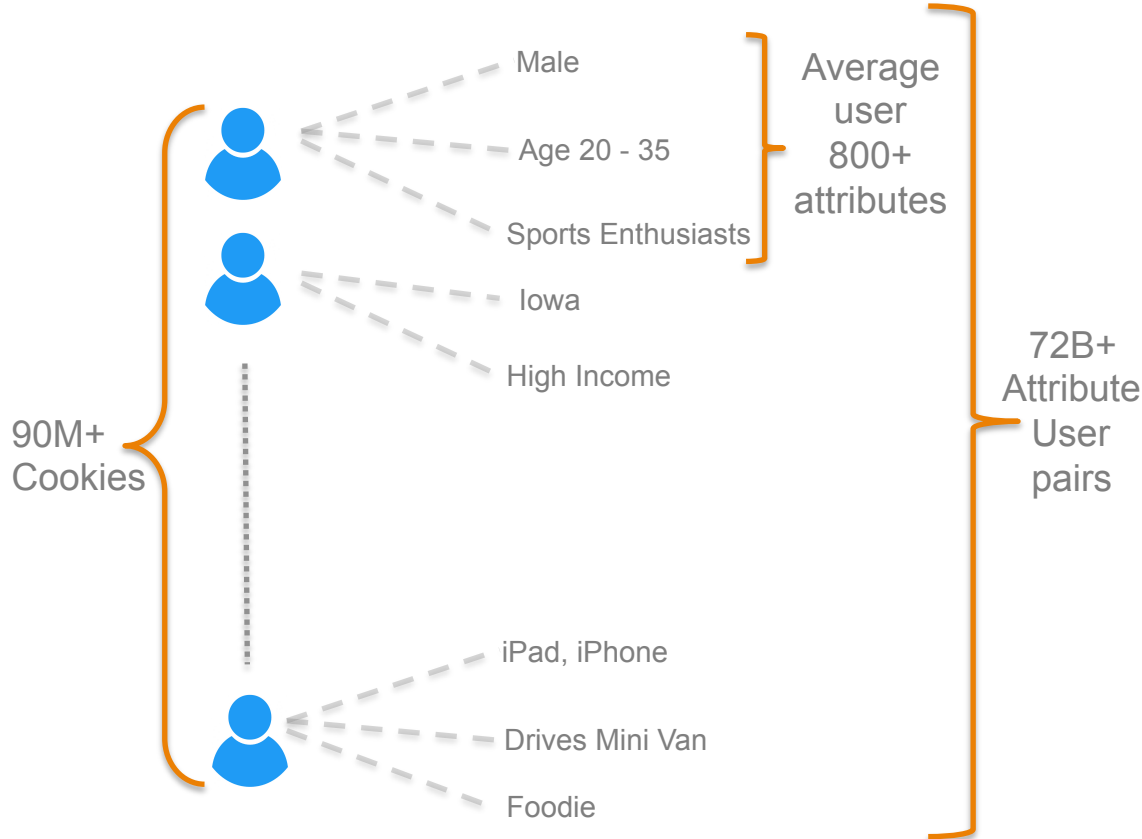 Male
Age 20 - 35
Sports Enthusiasts
Average
user
800+
attributes
Iowa
High Income
90M+
Cookies
72B+
Attribute
User
pairs
iPad, iPhone
Drives Mini Van
Foodie